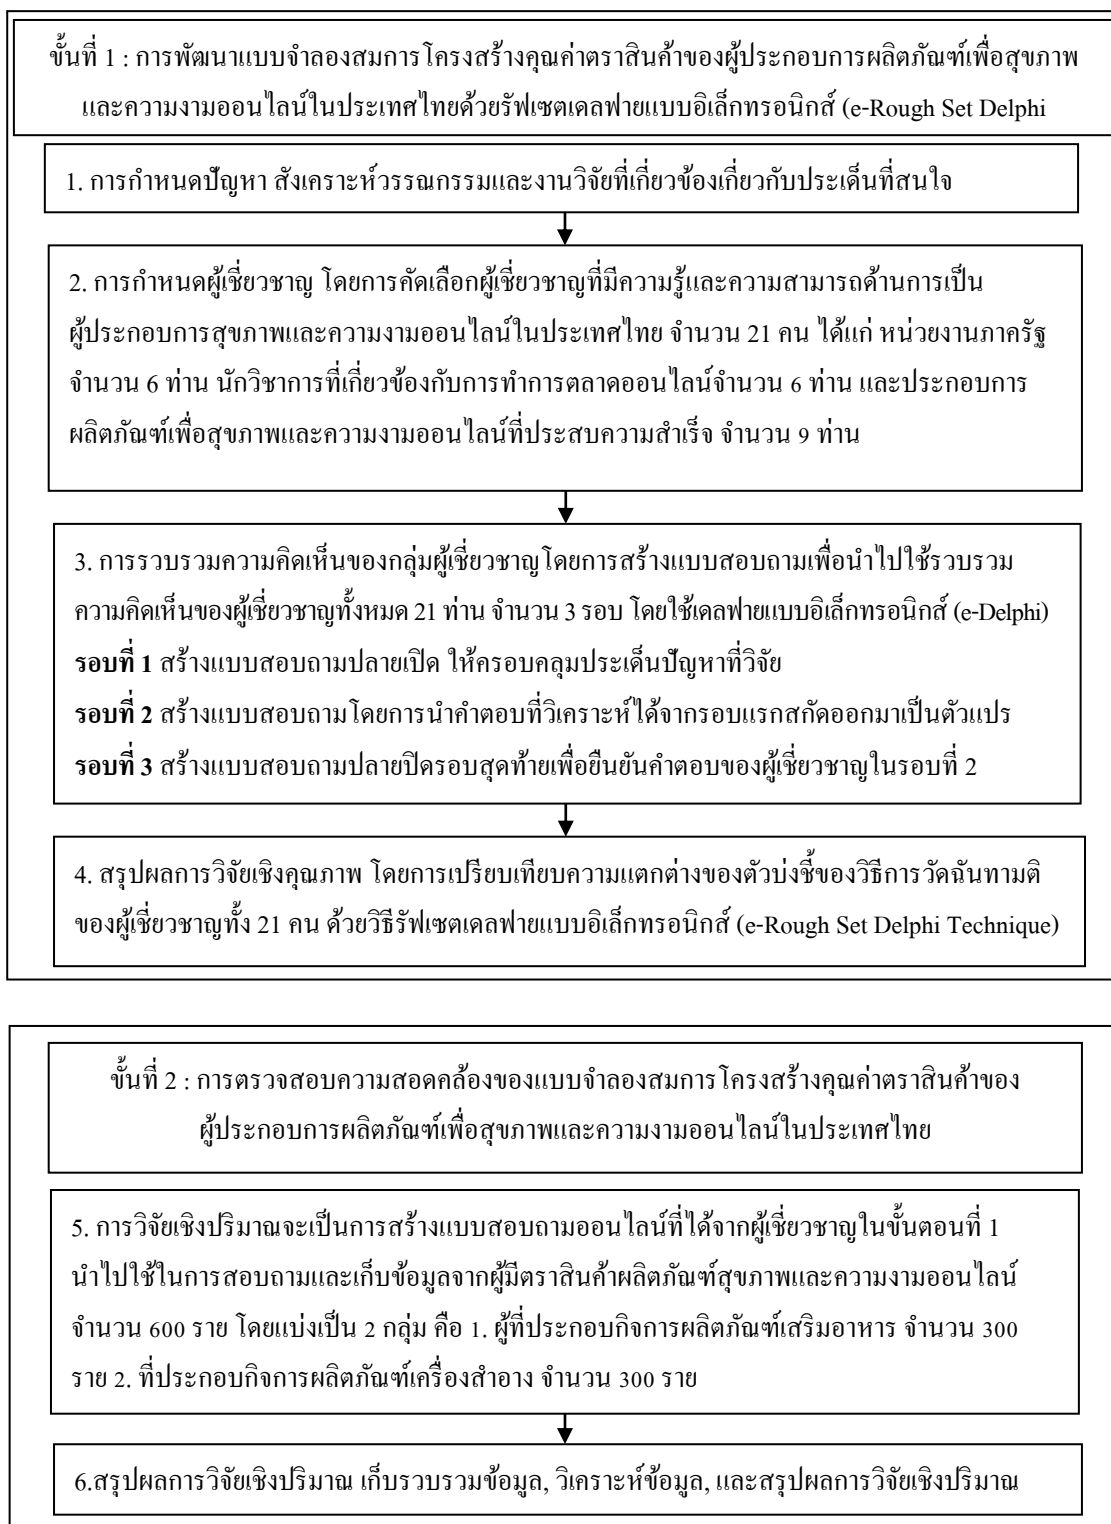 ขั้นที่ 1 : การพัฒนาแบบจำลองสมการโครงสร้างคุณค่าตราสินค้าของผู้ประกอบการผลิตภัณฑ์เพื่อสุขภาพ
และความงามออนไลน์ในประเทศไทยด้วยรัฟเซตเดลฟายแบบอิเล็กทรอนิกส์ (e-Rough Set Delphi
1. การกำหนดปัญหา สังเคราะห์วรรณกรรมและงานวิจัยที่เกี่ยวข้องเกี่ยวกับประเด็นที่สนใจ
2. การกำหนดผู้เชี่ยวชาญ โดยการคัดเลือกผู้เชี่ยวชาญที่มีความรู้และความสามารถด้านการเป็น
ผู้ประกอบการสุขภาพและความงามออนไลน์ในประเทศไทย จำนวน 21 คน ได้แก่ หน่วยงานภาครัฐ
จำนวน 6 ท่าน นักวิชาการที่เกี่ยวข้องกับการทำการตลาดออนไลน์จำนวน 6 ท่าน และประกอบการ
ผลิตภัณฑ์เพื่อสุขภาพและความงามออนไลน์ที่ประสบความสำเร็จ จำนวน 9 ท่าน
3. การรวบรวมความคิดเห็นของกลุ่มผู้เชี่ยวชาญโดยการสร้างแบบสอบถามเพื่อนำไปใช้รวบรวม
ความคิดเห็นของผู้เชี่ยวชาญทั้งหมด 21 ท่าน จำนวน 3 รอบ โดยใช้เดลฟายแบบอิเล็กทรอนิกส์ (e-Delphi)
รอบที่ 1 สร้างแบบสอบถามปลายเปิด ให้ครอบคลุมประเด็นปัญหาที่วิจัย
รอบที่ 2 สร้างแบบสอบถามโดยการนำคำตอบที่วิเคราะห์ได้จากรอบแรกสกัดออกมาเป็นตัวแปร
รอบที่ 3 สร้างแบบสอบถามปลายปิดรอบสุดท้ายเพื่อยืนยันคำตอบของผู้เชี่ยวชาญในรอบที่ 2
4. สรุปผลการวิจัยเชิงคุณภาพ โดยการเปรียบเทียบความแตกต่างของตัวบ่งชี้ของวิธีการวัดฉันทามติ
ของผู้เชี่ยวชาญทั้ง 21 คน ด้วยวิธีรัฟเซตเดลฟายแบบอิเล็กทรอนิกส์ (e-Rough Set Delphi Technique)
ขั้นที่ 2 : การตรวจสอบความสอดคล้องของแบบจำลองสมการโครงสร้างคุณค่าตราสินค้าของ
ผู้ประกอบการผลิตภัณฑ์เพื่อสุขภาพและความงามออนไลน์ในประเทศไทย
5. การวิจัยเชิงปริมาณจะเป็นการสร้างแบบสอบถามออนไลน์ที่ได้จากผู้เชี่ยวชาญในขั้นตอนที่ 1
นำไปใช้ในการสอบถามและเก็บข้อมูลจากผู้มีตราสินค้าผลิตภัณฑ์สุขภาพและความงามออนไลน์
จำนวน 600 ราย โดยแบ่งเป็น 2 กลุ่ม คือ 1. ผู้ที่ประกอบกิจการผลิตภัณฑ์เสริมอาหาร จำนวน 300
ราย 2. ที่ประกอบกิจการผลิตภัณฑ์เครื่องสำอาง จำนวน 300 ราย
6.สรุปผลการวิจัยเชิงปริมาณ เก็บรวบรวมข้อมูล, วิเคราะห์ข้อมูล, และสรุปผลการวิจัยเชิงปริมาณ